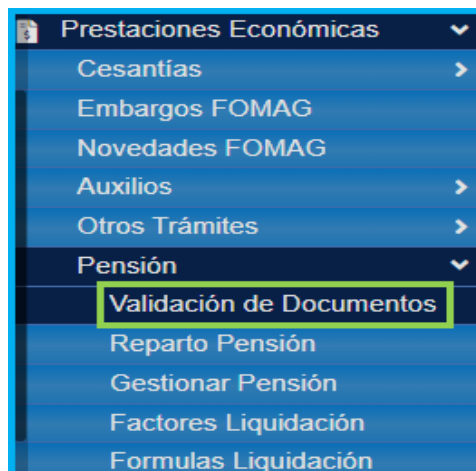 Prestaciones Económicas
Cesantías
Embargos FOMAG
Novedades FOMAG
Auxilios
Otros Trámites
Pensión
Validación de Documentos
Reparto Pensión
Gestionar Pensión
Factores Liquidación
Formulas Liquidación